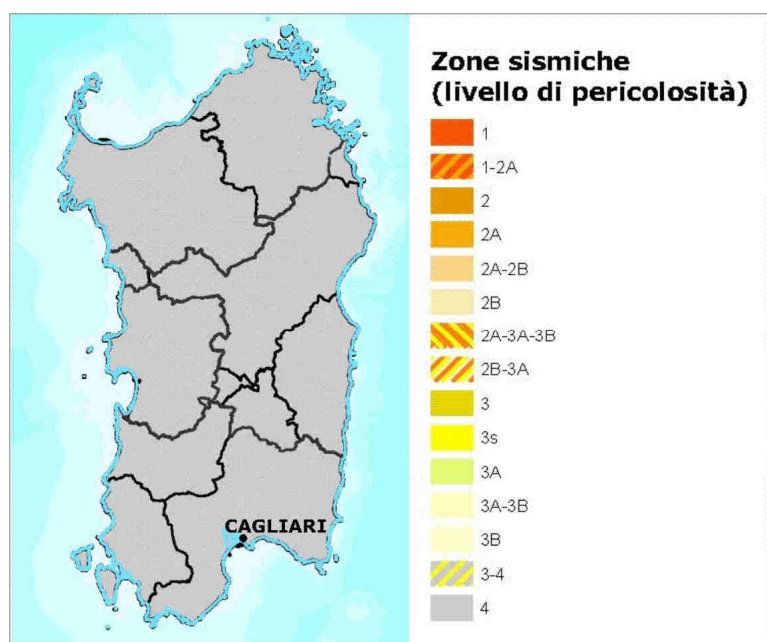 Zone sismiche
(livello di pericolosità)
1
1-2A
2
2A
2A-2B
2B
2A-3A-3B
2B-3A
3
3s
3A
3A-3B
3B
3-4
4
CAGLIARI